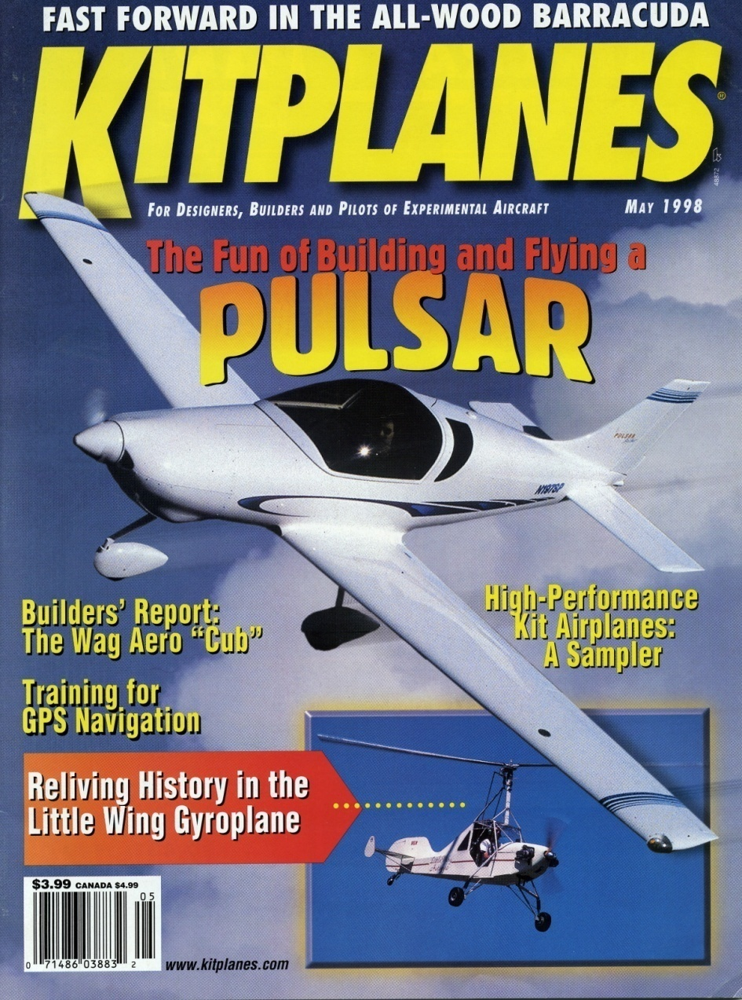 FAST FORWARD IN THE ALL-WOOD BARRACUDA
KITPLANES®
48872
FOR DESIGNERS, BUILDERS AND PILOTS OF EXPERIMENTAL AIRCRAFT
MAY 1998
The Fun of Building and Flying a
PULSAR
PULSAR
N197SP
Builders' Report:
The Wag Aero "Cub"
High-Performance
Kit Airplanes:
A Sampler
Training for
GPS Navigation
Reliving History in the
Little Wing Gyroplane
$3.99 CANADA $4.99
05
0 71486 03883 2
www.kitplanes.com